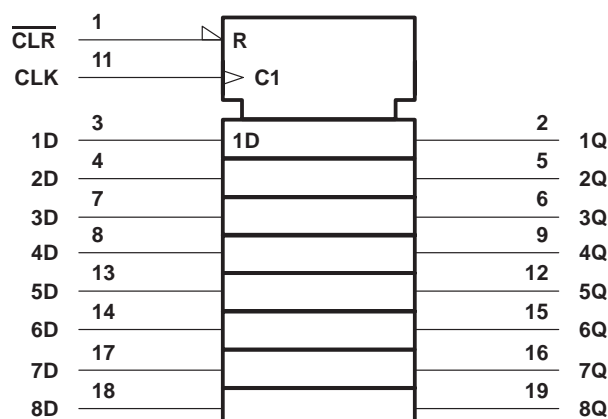 CLR 1 R
CLK 11 C1
1D 3 1D 2 1Q
2D 4 5 2Q
3D 7 6 3Q
4D 8 9 4Q
5D 13 12 5Q
6D 14 15 6Q
7D 17 16 7Q
8D 18 19 8Q